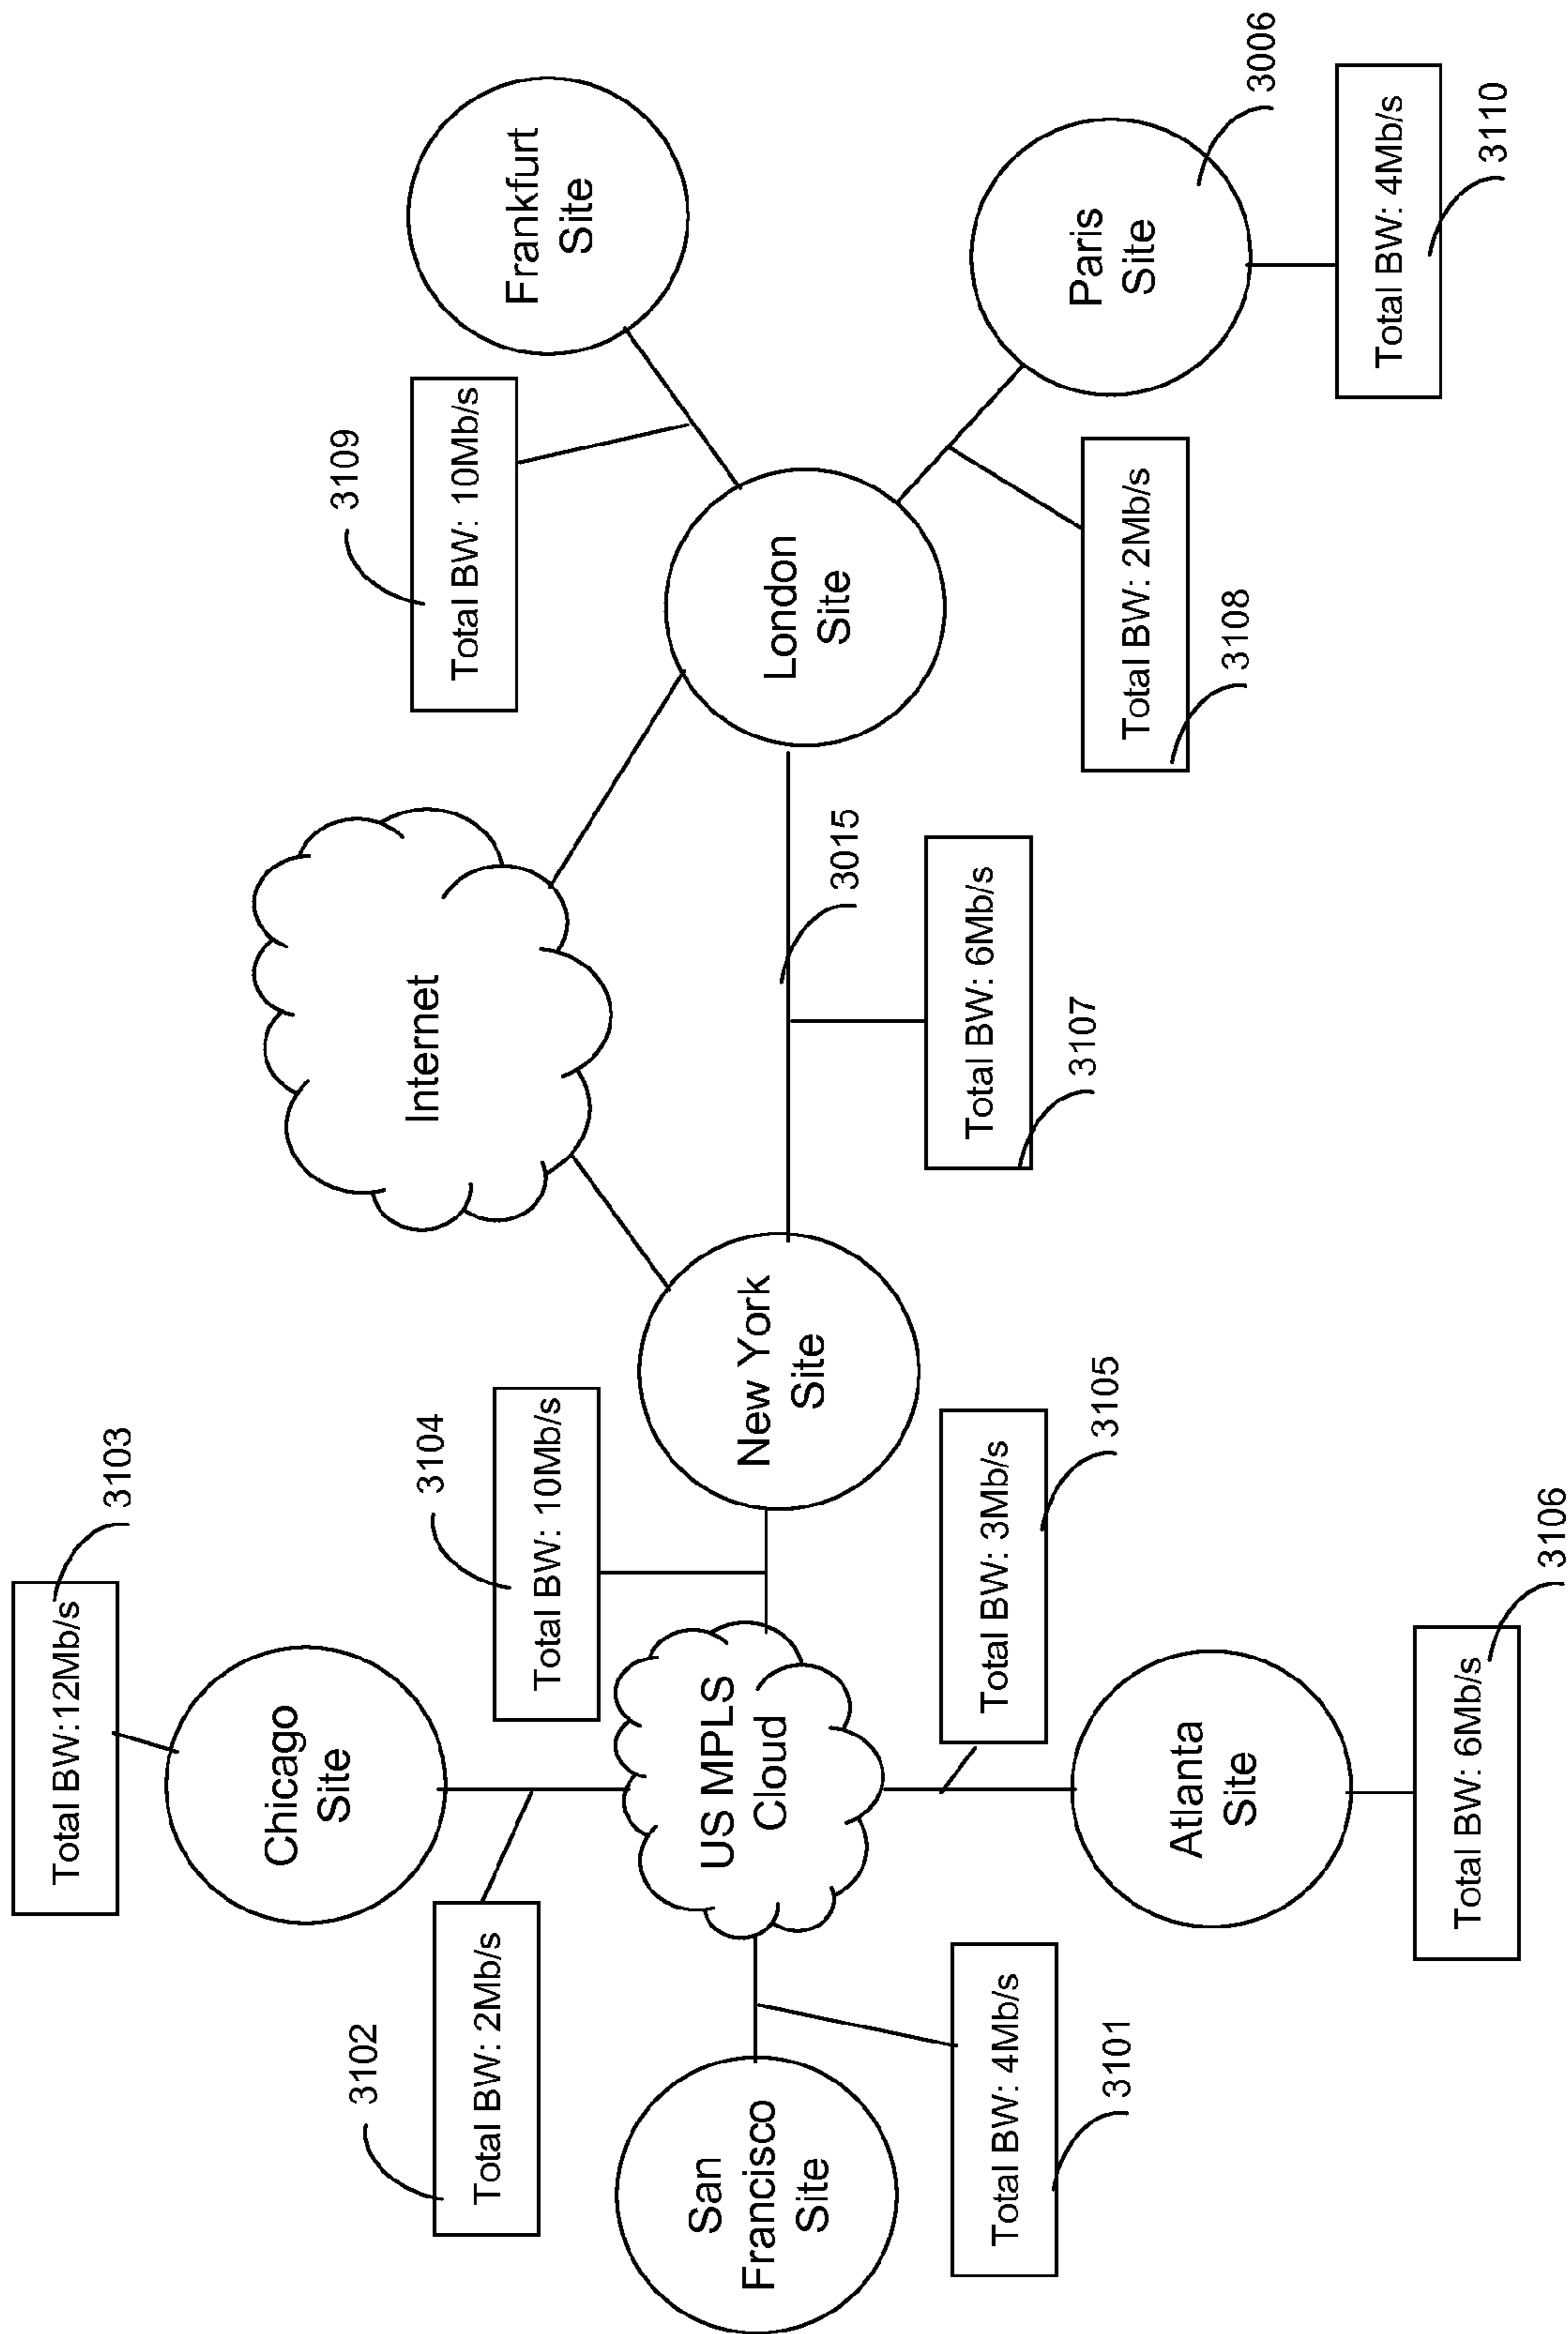 3103
Total BW:12Mb/s
Chicago
Site
3102
Total BW: 2Mb/s
3104
Total BW: 10Mb/s
San
Francisco
Site
US MPLS
Cloud
New York
Site
Total BW: 4Mb/s
3101
Total BW: 3Mb/s
3105
Atlanta
Site
Total BW: 6Mb/s
3106
Internet
3015
Total BW: 6Mb/s
3107
3109
Total BW: 10Mb/s
Frankfurt
Site
London
Site
Total BW: 2Mb/s
3108
Paris
Site
3006
Total BW: 4Mb/s
3110